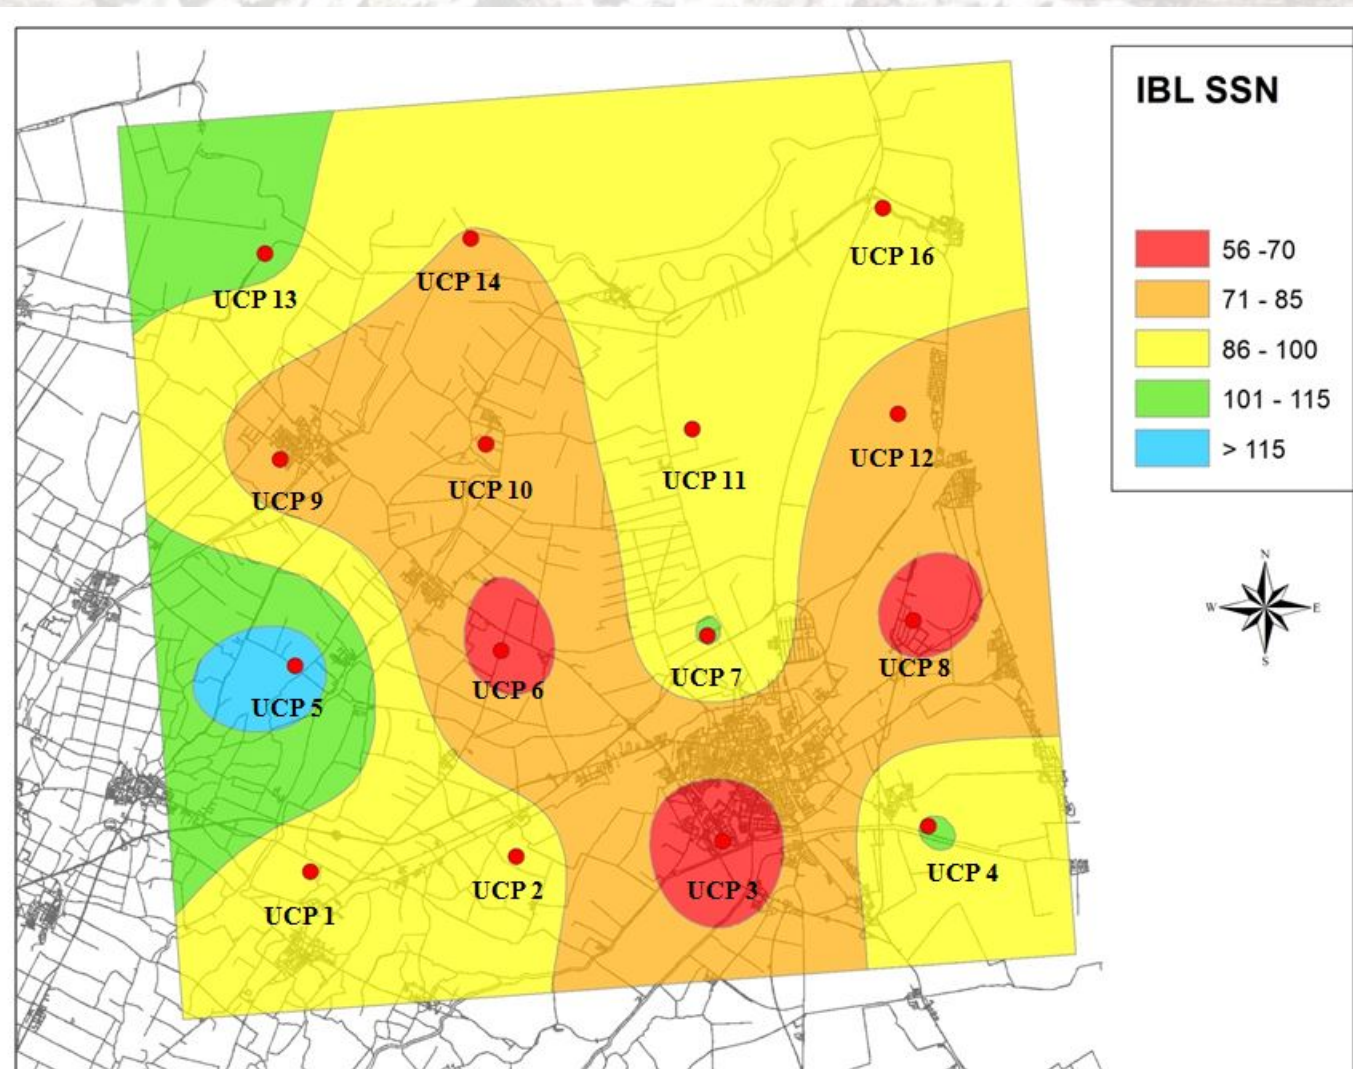 IBL SSN
56 -70
71 - 85
86 - 100
101 - 115
> 115
UCP 16
UCP 14
UCP 13
UCP 12
UCP 11
UCP 10
UCP 9
UCP 8
UCP 7
UCP 6
UCP 5
UCP 4
UCP 3
UCP 2
UCP 1
N
W
E
S